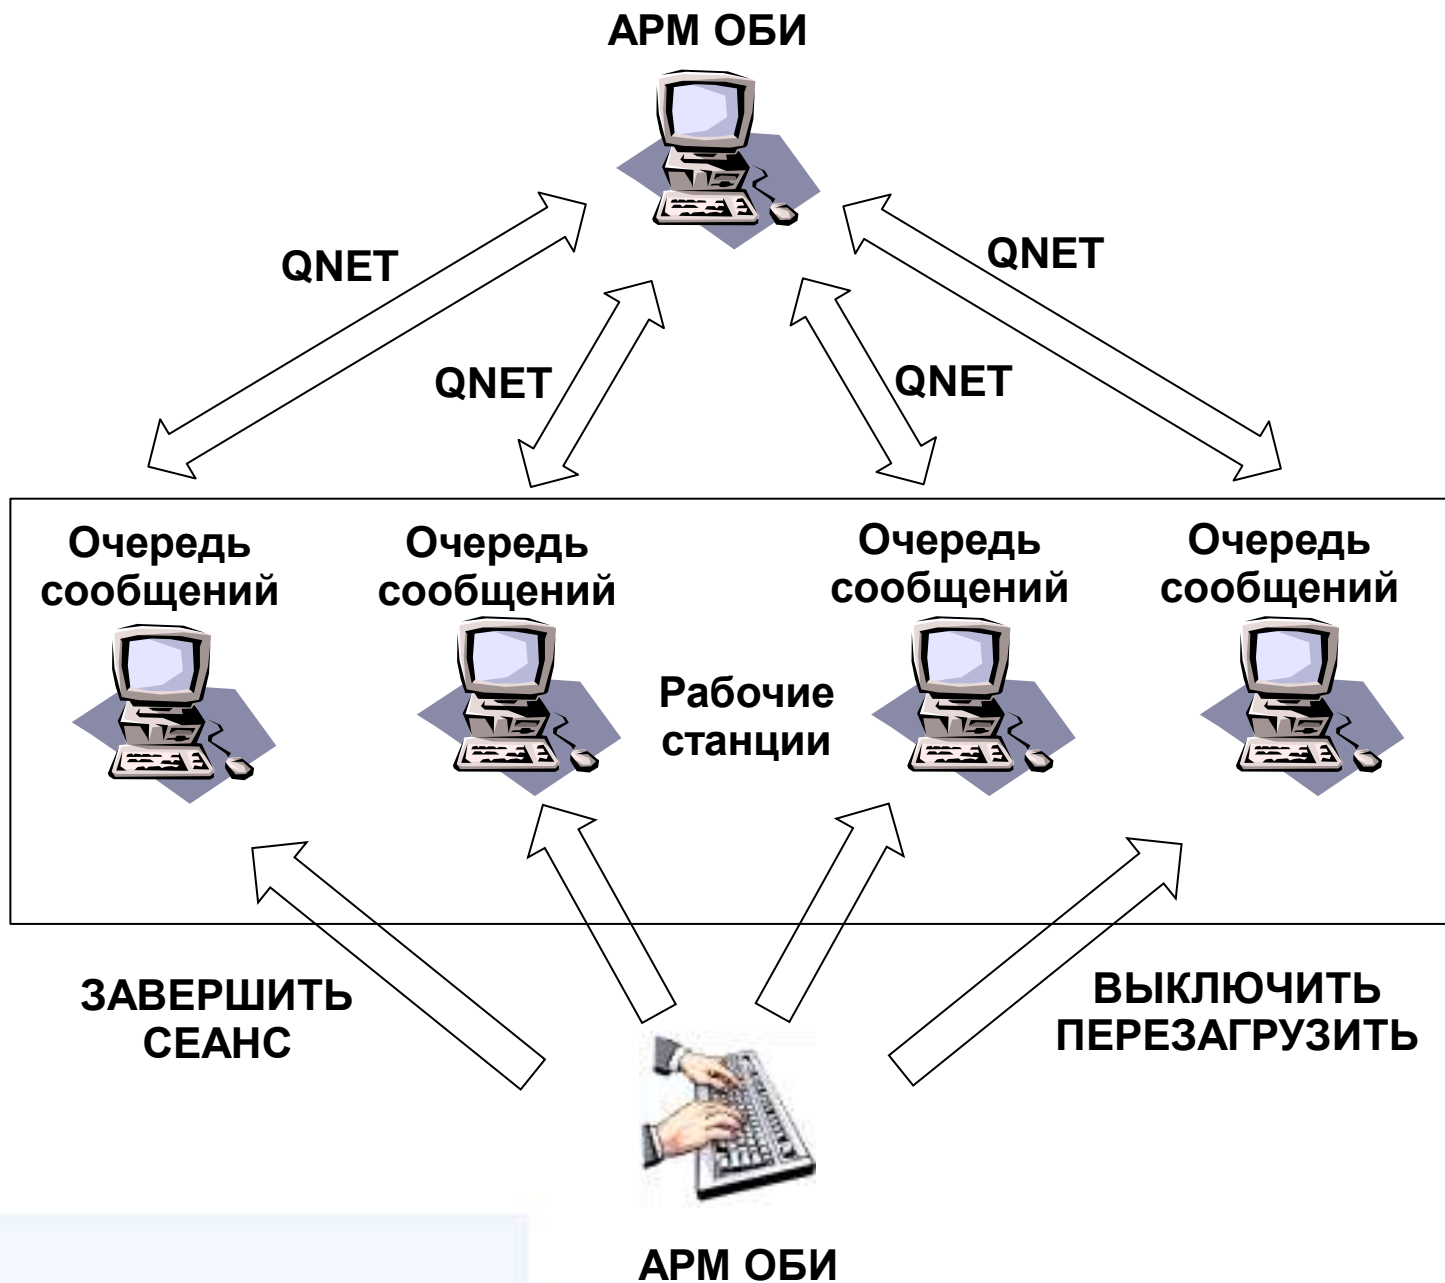 АРМ ОБИ
QNET
QNET
QNET
QNET
Очередь
сообщений
Очередь
сообщений
Очередь
сообщений
Очередь
сообщений
Рабочие
станции
ЗАВЕРШИТЬ
СЕАНС
ВЫКЛЮЧИТЬ
ПЕРЕЗАГРУЗИТЬ
АРМ ОБИ